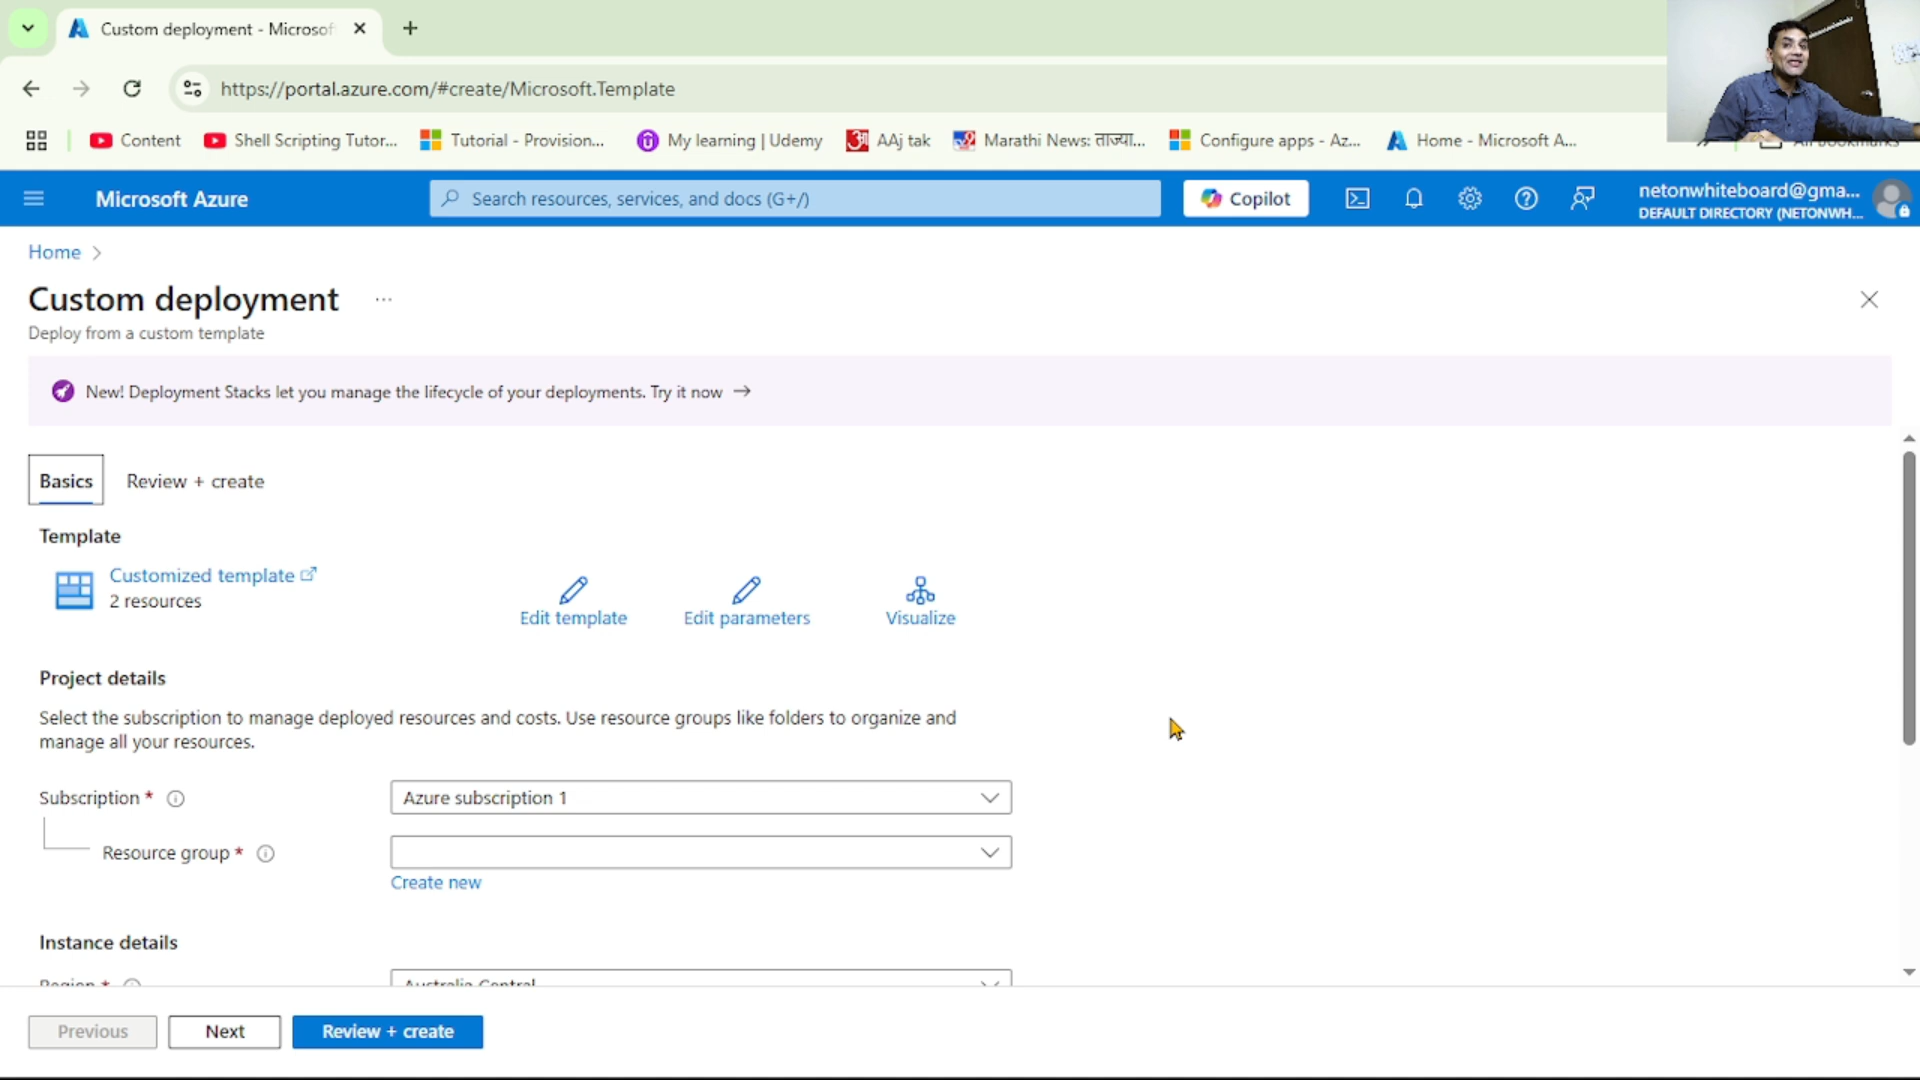 Custom deployment - Microsof
https://portal.azure.com/#create/Microsoft.Template
Content
Shell Scripting Tutor...
Tutorial - Provision...
My learning | Udemy
AAj tak
Marathi News: ताज्या...
Configure apps - Az...
Home - Microsoft A...
All Bookmarks
Microsoft Azure
Search resources, services, and docs (G+/)
Copilot
netonwhiteboard@gma...
DEFAULT DIRECTORY (NETONWH...
Home
Custom deployment ...
Deploy from a custom template
New! Deployment Stacks let you manage the lifecycle of your deployments. Try it now →
Basics
Review + create
Template
Customized template
2 resources
Edit template
Edit parameters
Visualize
Project details
Select the subscription to manage deployed resources and costs. Use resource groups like folders to organize and
manage all your resources.
Subscription *
Azure subscription 1
Resource group *
Create new
Instance details
Region *
Australia Central
Previous
Next
Review + create